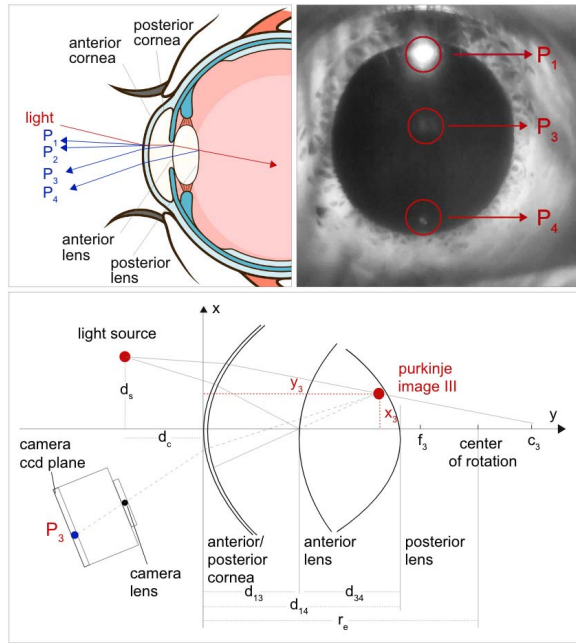 anterior
cornea
posterior
cornea
light
P1
P2
P3
P4
anterior
lens
posterior
lens
P1
P3
P4
x
light source
purkinje
image III
y3
x3
y
ds
dc
f3
c3
center
of rotation
camera
ccd plane
P3
camera
lens
anterior/
posterior
cornea
anterior
lens
posterior
lens
d13
d34
d14
re